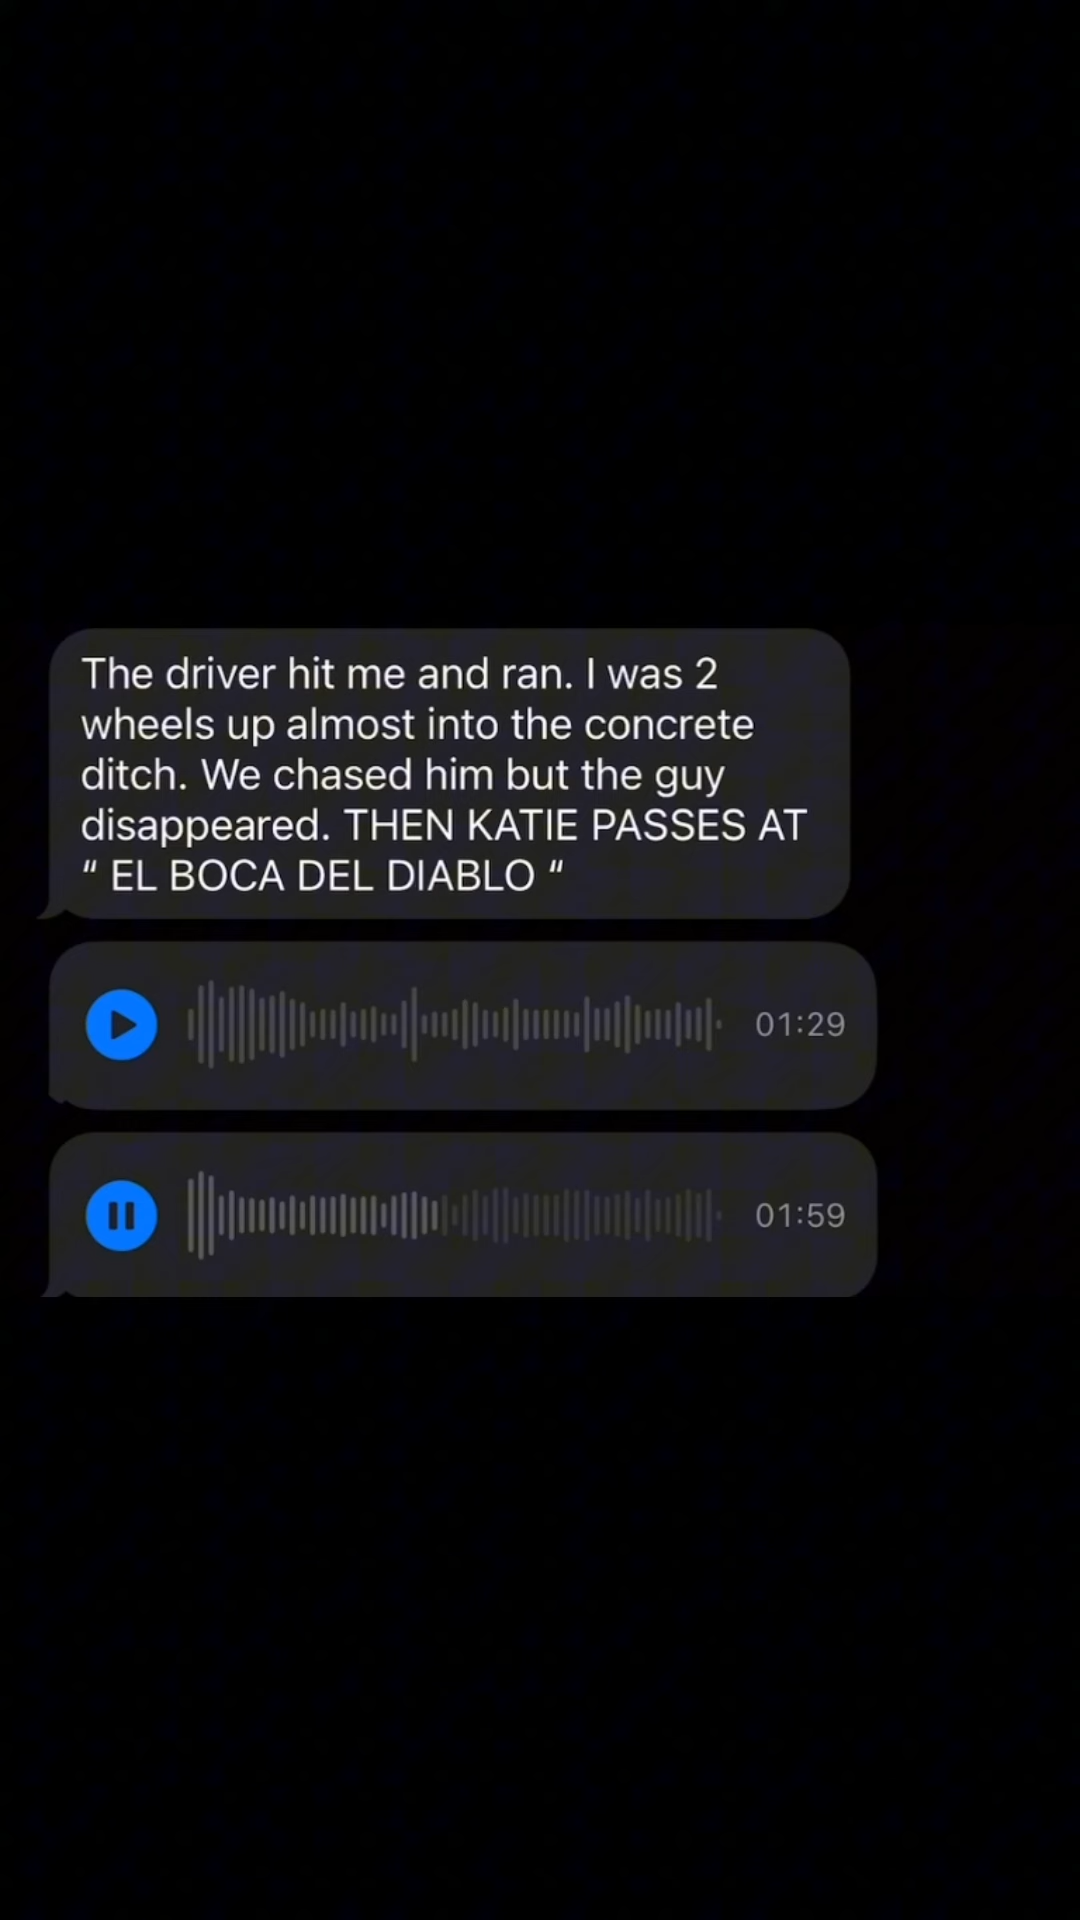 The driver hit me and ran. I was 2
wheels up almost into the concrete
ditch. We chased him but the guy
disappeared. THEN KATIE PASSES AT
“ EL BOCA DEL DIABLO “
01:29
01:59